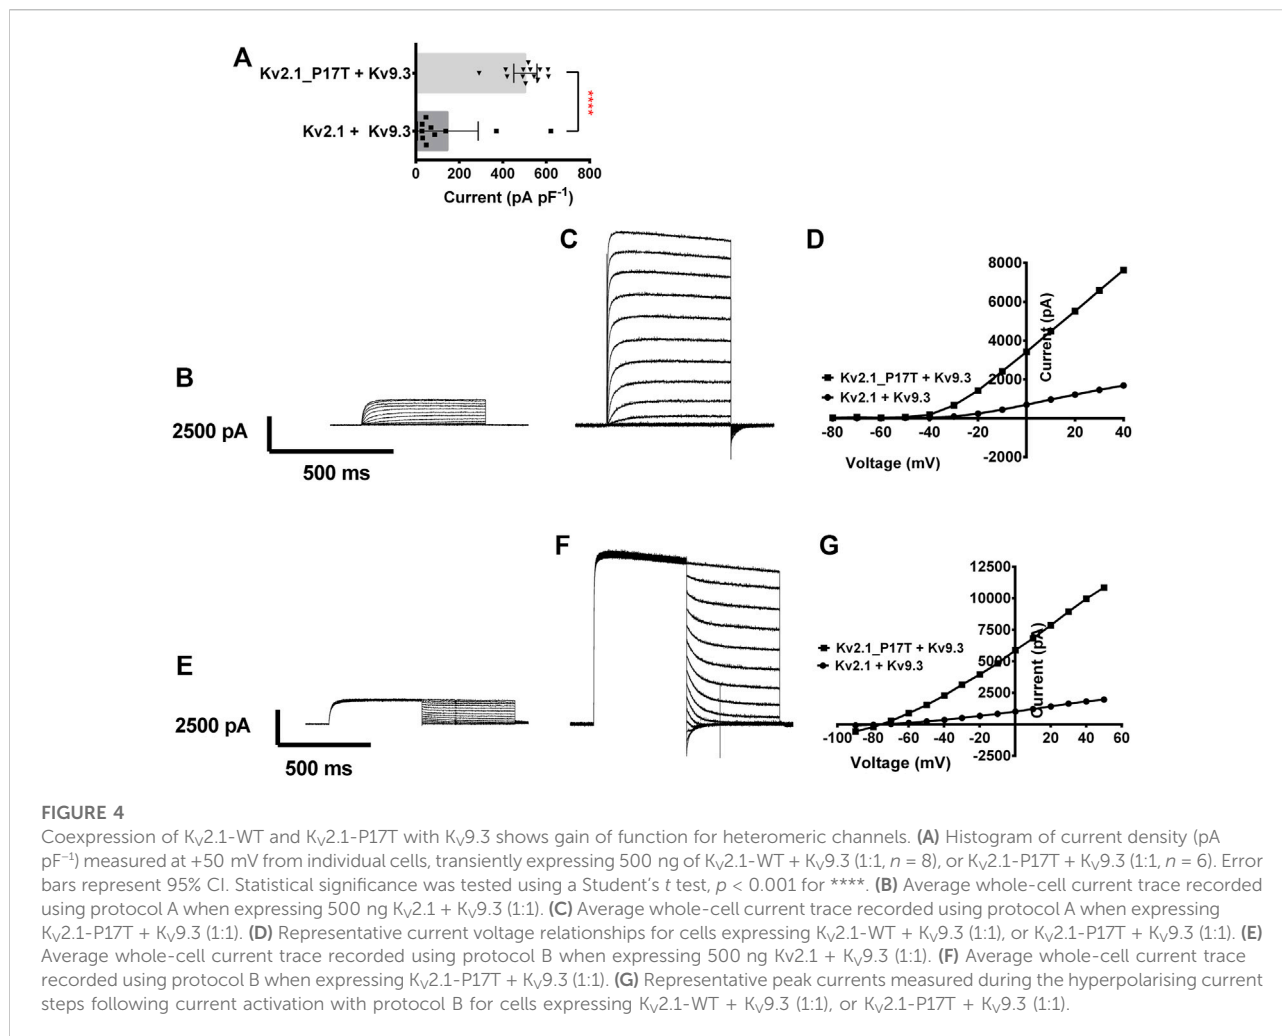 A
Kv2.1_P17T + Kv9.3
Kv2.1 + Kv9.3
****
0 200 400 600 800
Current (pA pF⁻¹)
B
2500 pA
500 ms
C
D
8000
6000
4000
2000
-2000
Current (pA)
Kv2.1_P17T + Kv9.3
Kv2.1 + Kv9.3
-80 -60 -40 -20 20 40
Voltage (mV)
E
2500 pA
500 ms
F
G
12500
10000
7500
5000
2500
-2500
Current (pA)
Kv2.1_P17T + Kv9.3
Kv2.1 + Kv9.3
-100 -80 -60 -40 -20 20 40 60
Voltage (mV)
FIGURE 4
Coexpression of KV2.1-WT and KV2.1-P17T with KV9.3 shows gain of function for heteromeric channels. (A) Histogram of current density (pA
pF⁻¹) measured at +50 mV from individual cells, transiently expressing 500 ng of KV2.1-WT + KV9.3 (1:1, n = 8), or KV2.1-P17T + KV9.3 (1:1, n = 6). Error
bars represent 95% CI. Statistical significance was tested using a Student's t test, p < 0.001 for ****. (B) Average whole-cell current trace recorded
using protocol A when expressing 500 ng KV2.1 + KV9.3 (1:1). (C) Average whole-cell current trace recorded using protocol A when expressing
KV2.1-P17T + KV9.3 (1:1). (D) Representative current voltage relationships for cells expressing KV2.1-WT + KV9.3 (1:1), or KV2.1-P17T + KV9.3 (1:1). (E)
Average whole-cell current trace recorded using protocol B when expressing 500 ng Kv2.1 + KV9.3 (1:1). (F) Average whole-cell current trace
recorded using protocol B when expressing KV2.1-P17T + KV9.3 (1:1). (G) Representative peak currents measured during the hyperpolarising current
steps following current activation with protocol B for cells expressing KV2.1-WT + KV9.3 (1:1), or KV2.1-P17T + KV9.3 (1:1).